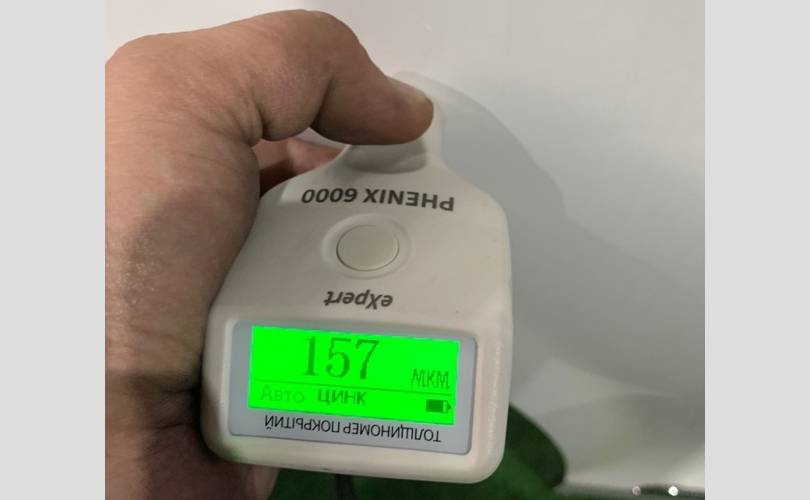 PHENIX 6000
eXpert
157 МКМ
Авто ЦИНК
ТОЛЩИНОМЕР ПОКРЫТИЙ